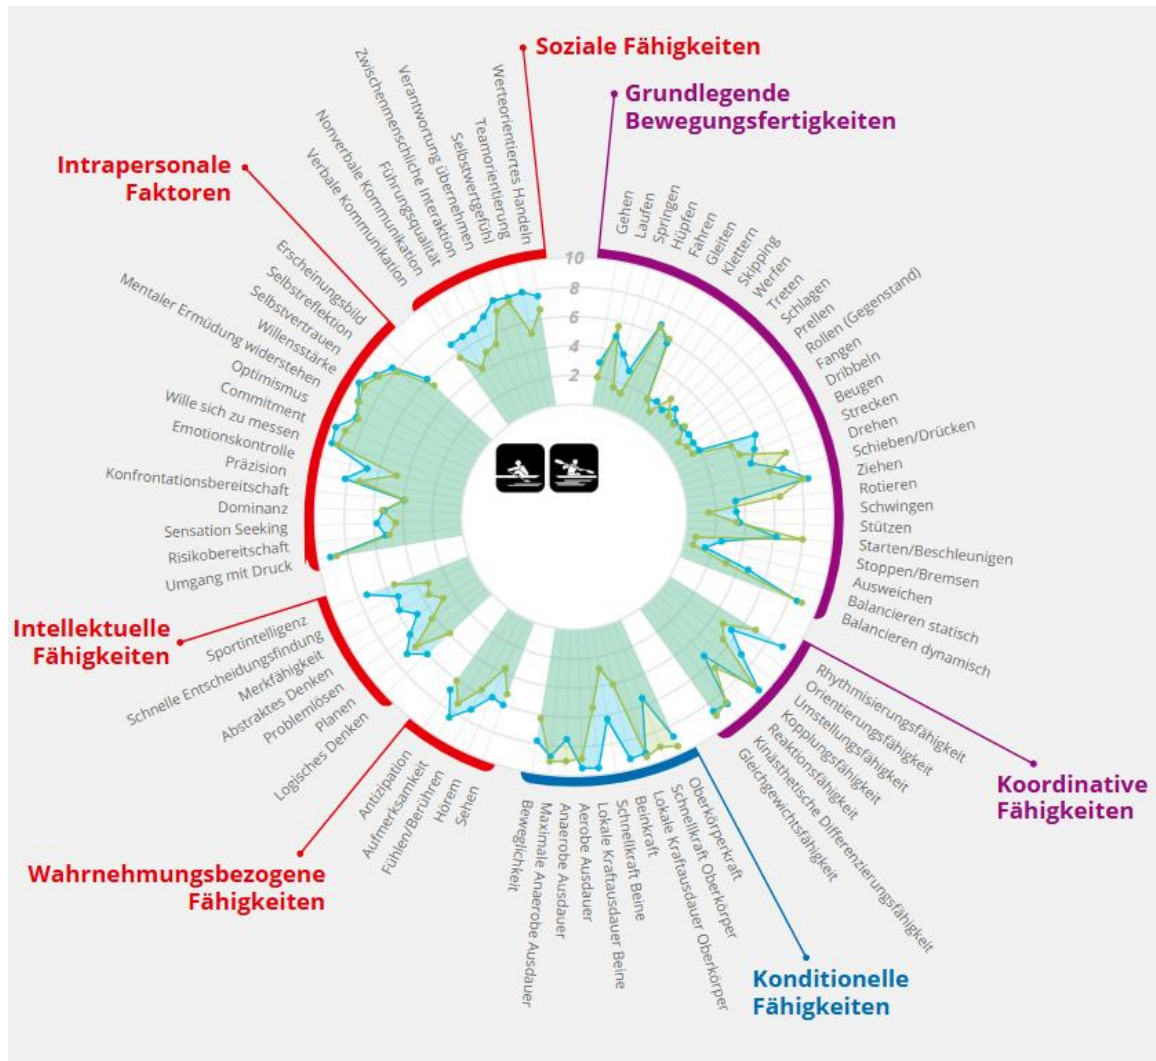 Soziale Fähigkeiten
Grundlegende
Bewegungsfertigkeiten
Gehen
Laufen
Springen
Hüpfen
Fahren
Gleiten
Klettern
Skipping
Werfen
Treten
Schlagen
Prellen
Rollen (Gegenstand)
Fangen
Dribbeln
Beugen
Strecken
Drehen
Schieben/Drücken
Ziehen
Rotieren
Schwingen
Stützen
Starten/Beschleunigen
Stoppen/Bremsen
Ausweichen
Balancieren statisch
Balancieren dynamisch
Koordinative
Fähigkeiten
Rhythmisierungsfähigkeit
Orientierungsfähigkeit
Umstellungsfähigkeit
Kopplungsfähigkeit
Reaktionsfähigkeit
Kinästhetische Differenzierungsfähigkeit
Gleichgewichtsfähigkeit
Konditionelle
Fähigkeiten
Oberkörperkraft
Schnellkraft Oberkörper
Lokale Kraftausdauer Oberkörper
Beinkraft
Schnellkraft Beine
Lokale Kraftausdauer Beine
Aerobe Ausdauer
Anaerobe Ausdauer
Maximale Anaerobe Ausdauer
Beweglichkeit
Wahrnehmungsbezogene
Fähigkeiten
Sehen
Hörem
Fühlen/Berühren
Aufmerksamkeit
Antizipation
Intellektuelle
Fähigkeiten
Logisches Denken
Planen
Problemlösen
Abstraktes Denken
Merkfähigkeit
Schnelle Entscheidungsfindung
Sportintelligenz
Intrapersonale
Faktoren
Umgang mit Druck
Risikobereitschaft
Sensation Seeking
Dominanz
Konfrontationsbereitschaft
Präzision
Emotionskontrolle
Wille sich zu messen
Commitment
Optimismus
Mentaler Ermüdung widerstehen
Willensstärke
Selbstvertrauen
Selbstreflektion
Erscheinungsbild
Verbale Kommunikation
Nonverbale Kommunikation
Führungsqualität
Zwischenmenschliche Interaktion
Verantwortung übernehmen
Selbstwertgefühl
Teamorientierung
Werteorientiertes Handeln
10
8
6
4
2